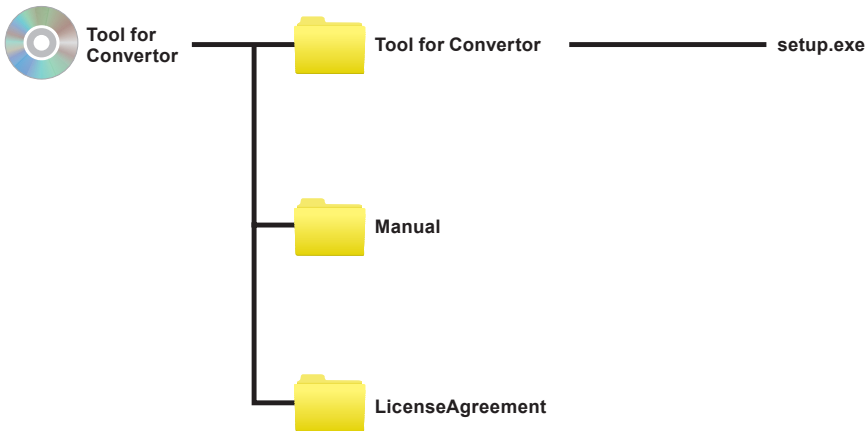 Tool for
Convertor
Tool for Convertor
setup.exe
Manual
LicenseAgreement